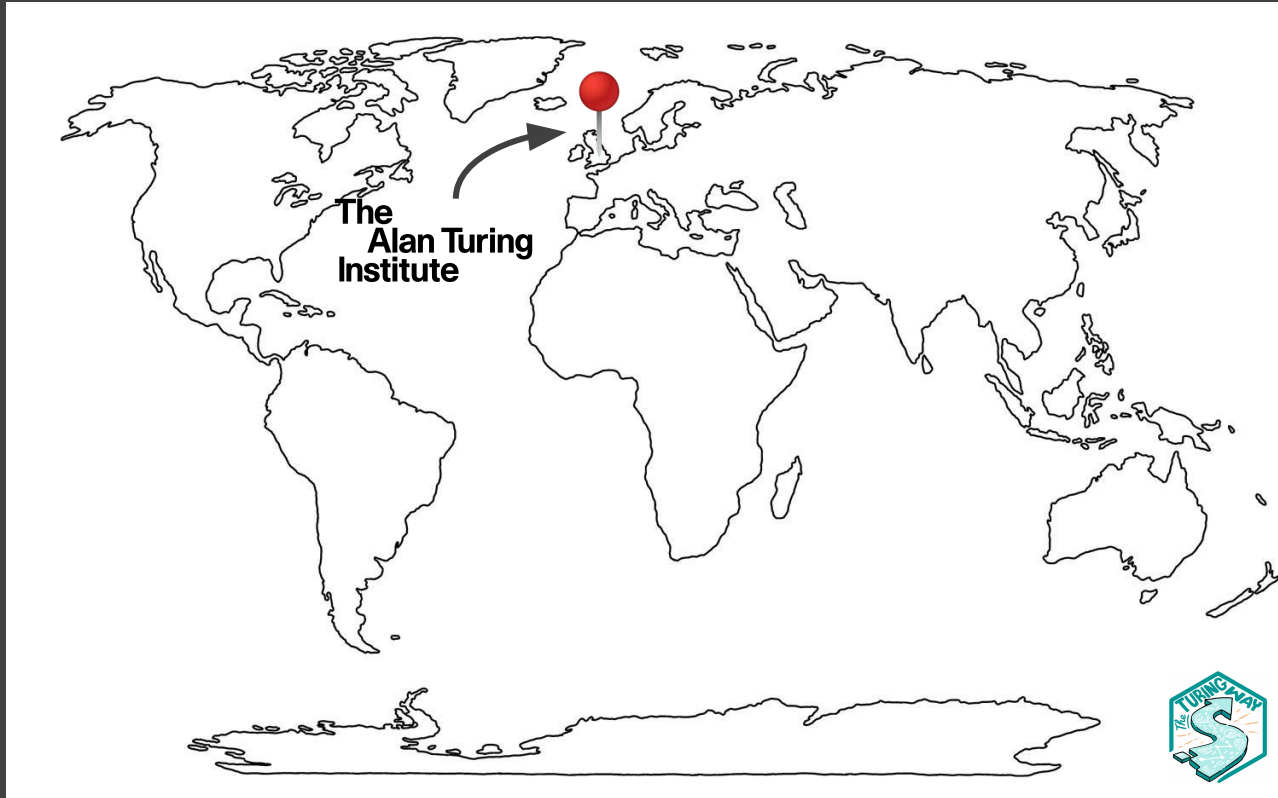 The
Alan Turing
Institute
The
TURING
WAY